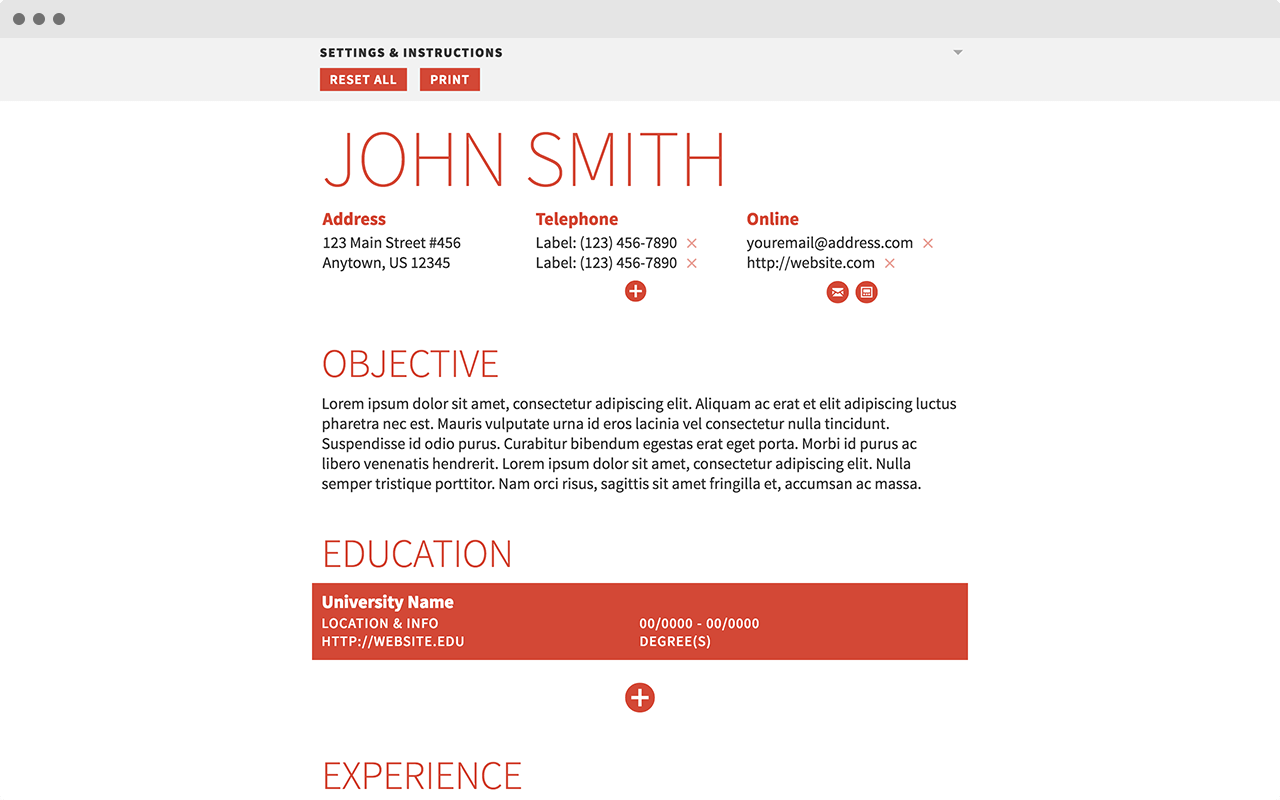 SETTINGS & INSTRUCTIONS
RESET ALL PRINT
JOHN SMITH
Address
123 Main Street #456
Anytown, US 12345
Telephone
Label: (123) 456-7890
Label: (123) 456-7890
Online
youremail@address.com
http://website.com
OBJECTIVE
Lorem ipsum dolor sit amet, consectetur adipiscing elit. Aliquam ac erat et elit adipiscing luctus
pharetra nec est. Mauris vulputate urna id eros lacinia vel consectetur nulla tincidunt.
Suspendisse id odio purus. Curabitur bibendum egestas erat eget porta. Morbi id purus ac
libero venenatis hendrerit. Lorem ipsum dolor sit amet, consectetur adipiscing elit. Nulla
semper tristique porttitor. Nam orci risus, sagittis sit amet fringilla et, accumsan ac massa.
EDUCATION
University Name
LOCATION & INFO
HTTP://WEBSITE.EDU
00/0000 - 00/0000
DEGREE(S)
EXPERIENCE